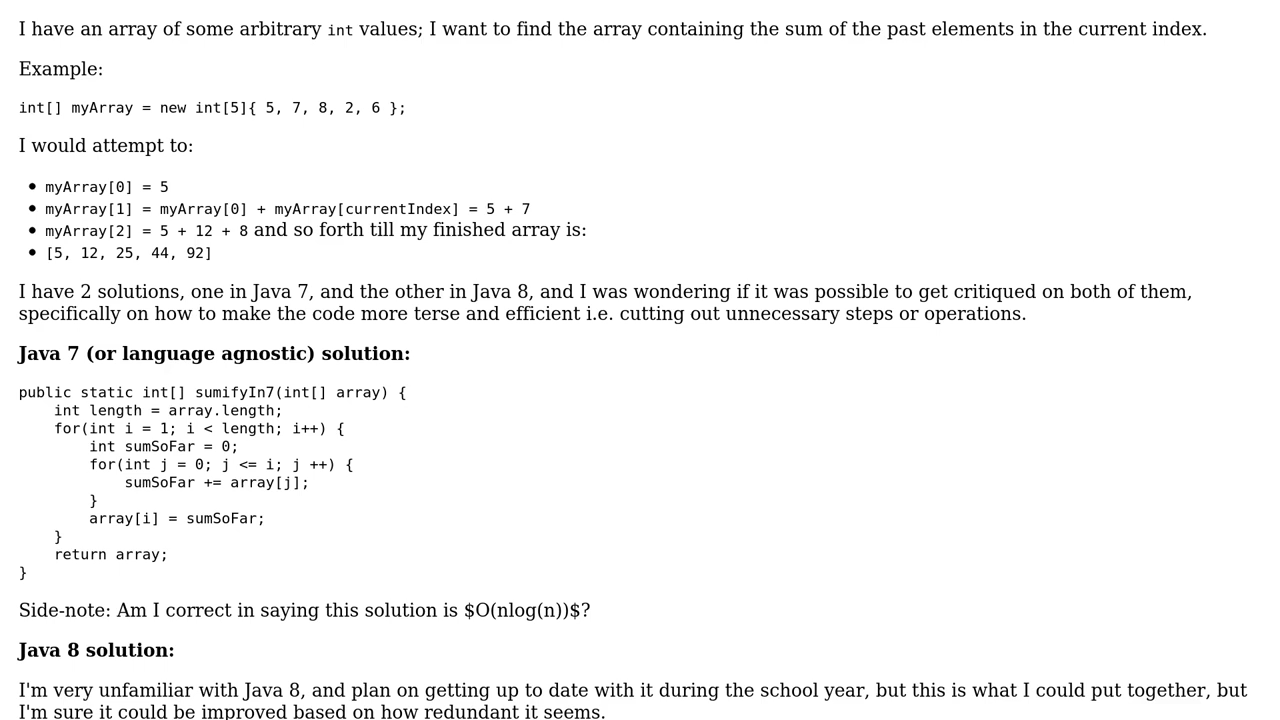 I have an array of some arbitrary int values; I want to find the array containing the sum of the past elements in the current index.
Example:
int[] myArray = new int[5]{ 5, 7, 8, 2, 6 };
I would attempt to:
• myArray[0] = 5
• myArray[1] = myArray[0] + myArray[currentIndex] = 5 + 7
• myArray[2] = 5 + 12 + 8 and so forth till my finished array is:
• [5, 12, 25, 44, 92]
I have 2 solutions, one in Java 7, and the other in Java 8, and I was wondering if it was possible to get critiqued on both of them,
specifically on how to make the code more terse and efficient i.e. cutting out unnecessary steps or operations.
Java 7 (or language agnostic) solution:
public static int[] sumifyIn7(int[] array) {
    int length = array.length;
    for(int i = 1; i < length; i++) {
        int sumSoFar = 0;
        for(int j = 0; j <= i; j ++) {
            sumSoFar += array[j];
        }
        array[i] = sumSoFar;
    }
    return array;
}
Side-note: Am I correct in saying this solution is $O(nlog(n))$?
Java 8 solution:
I'm very unfamiliar with Java 8, and plan on getting up to date with it during the school year, but this is what I could put together, but
I'm sure it could be improved based on how redundant it seems.